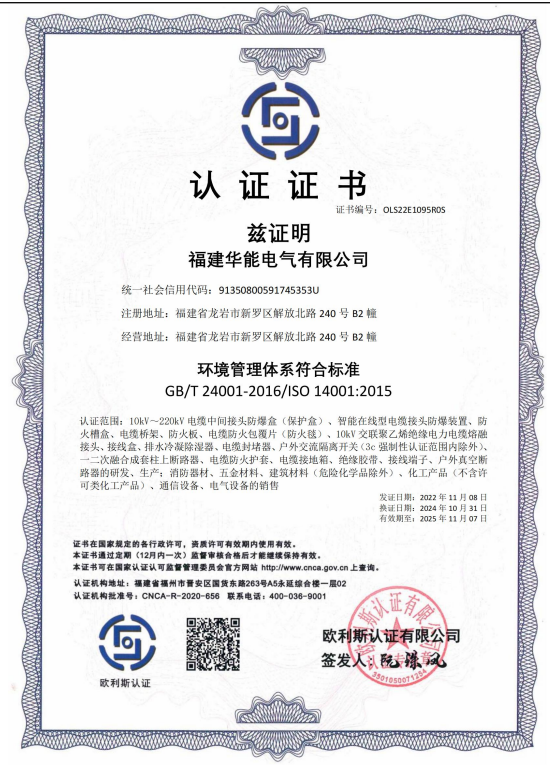 认证证书
证书编号：OLS22E1095R0S
兹证明
福建华能电气有限公司
统一社会信用代码：91350800591745353U
注册地址：福建省龙岩市新罗区解放北路 240 号 B2 幢
经营地址：福建省龙岩市新罗区解放北路 240 号 B2 幢
环境管理体系符合标准
GB/T 24001-2016/ISO 14001:2015
认证范围：10kV～220kV 电缆中间接头防爆盒（保护盒）、智能在线型电缆接头防爆装置、防
火槽盒、电缆桥架、防火板、电缆防火包覆片（防火毯）、10kV 交联聚乙烯绝缘电力电缆熔融
接头、接线盒、排水冷凝除湿器、电缆封堵器、户外交流隔离开关（3c 强制性认证范围内除外）、
一二次融合成套柱上断路器、电缆防火护套、电缆接地箱、绝缘胶带、接线端子、户外真空断
路器的研发、生产；消防器材、五金材料、建筑材料（危险化学品除外）、化工产品（不含许
可类化工产品）、通信设备、电气设备的销售
发证日期：2022 年 11 月 08 日
换证日期：2024 年 10 月 31 日
有效期至：2025 年 11 月 07 日
证书在国家规定的各行政许可，资质许可有效期内使用有效。
本证书通过定期（12月内一次）监督审核合格后才能继续保持有效。
本证书可在国家认证认可监督管理委员会官方网站 http://www.cnca.gov.cn 上查询。
认证机构地址：福建省福州市晋安区国货东路263号A5永延综合楼一层02
认证机构批准号：CNCA-R-2020-656 联系电话：400-036-9001
欧利斯认证
欧利斯认证有限公司
签发人：
欧利斯认证有限公司
认证专用章